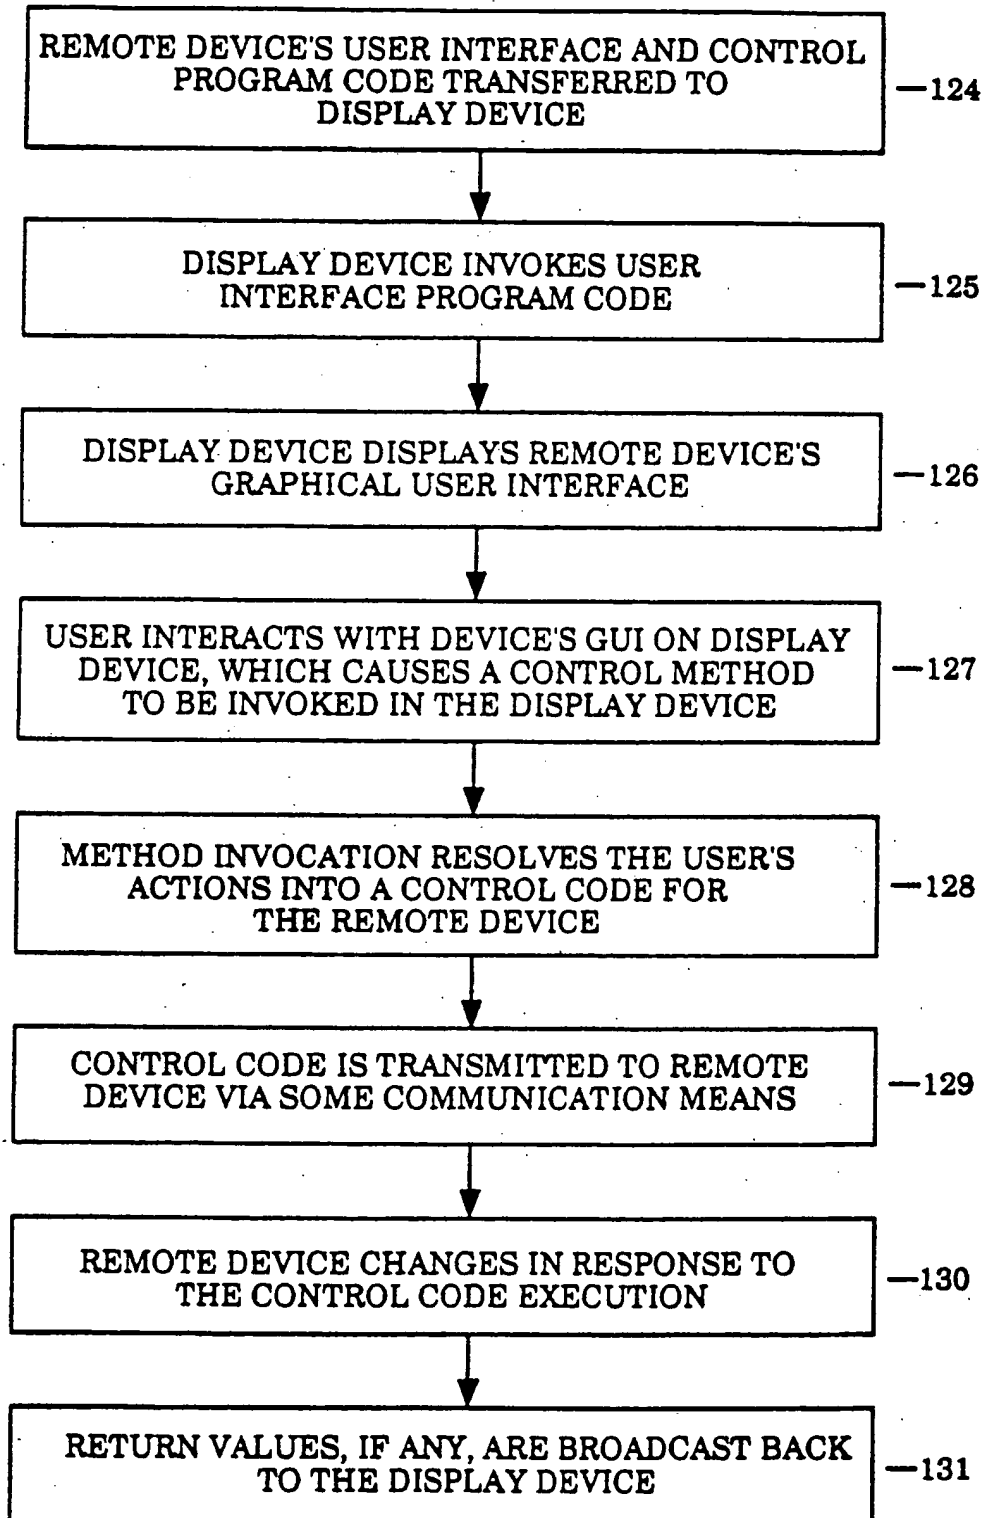 REMOTE DEVICE'S USER INTERFACE AND CONTROL
PROGRAM CODE TRANSFERRED TO
DISPLAY DEVICE
124
DISPLAY DEVICE INVOKES USER
INTERFACE PROGRAM CODE
125
DISPLAY DEVICE DISPLAYS REMOTE DEVICE'S
GRAPHICAL USER INTERFACE
126
USER INTERACTS WITH DEVICE'S GUI ON DISPLAY
DEVICE, WHICH CAUSES A CONTROL METHOD
TO BE INVOKED IN THE DISPLAY DEVICE
127
METHOD INVOCATION RESOLVES THE USER'S
ACTIONS INTO A CONTROL CODE FOR
THE REMOTE DEVICE
128
CONTROL CODE IS TRANSMITTED TO REMOTE
DEVICE VIA SOME COMMUNICATION MEANS
129
REMOTE DEVICE CHANGES IN RESPONSE TO
THE CONTROL CODE EXECUTION
130
RETURN VALUES, IF ANY, ARE BROADCAST BACK
TO THE DISPLAY DEVICE
131